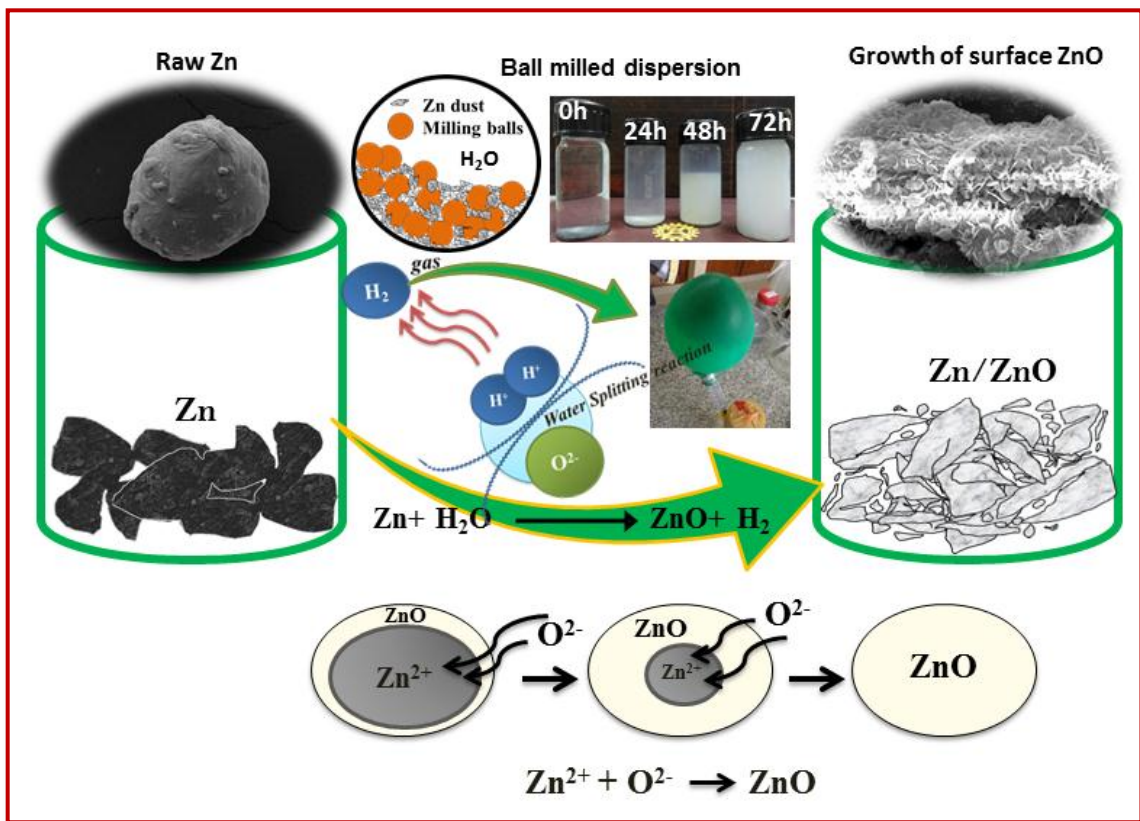 Raw Zn
Ball milled dispersion
Growth of surface ZnO
Zn dust
Milling balls
H₂O
0h
24h
48h
72h
gas
H₂
H⁺
H⁺
O²⁻
Water Splitting reaction
Zn
Zn/ZnO
Zn+ H₂O ⟶ ZnO+ H₂
ZnO
Zn²⁺
O²⁻
ZnO
Zn²⁺
O²⁻
ZnO
Zn²⁺ + O²⁻ → ZnO